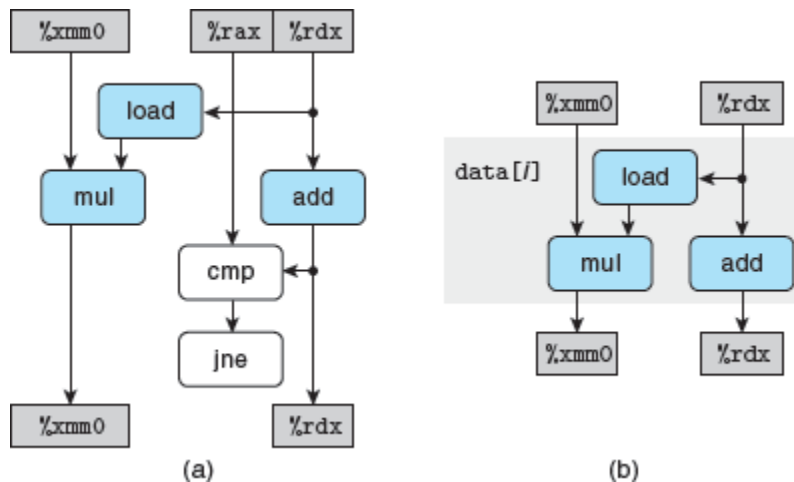 %xmm0 %rax %rdx
load
mul add
cmp
jne
%xmm0 %rdx
(a)
%xmm0 %rdx
data[i] load
mul add
%xmm0 %rdx
(b)